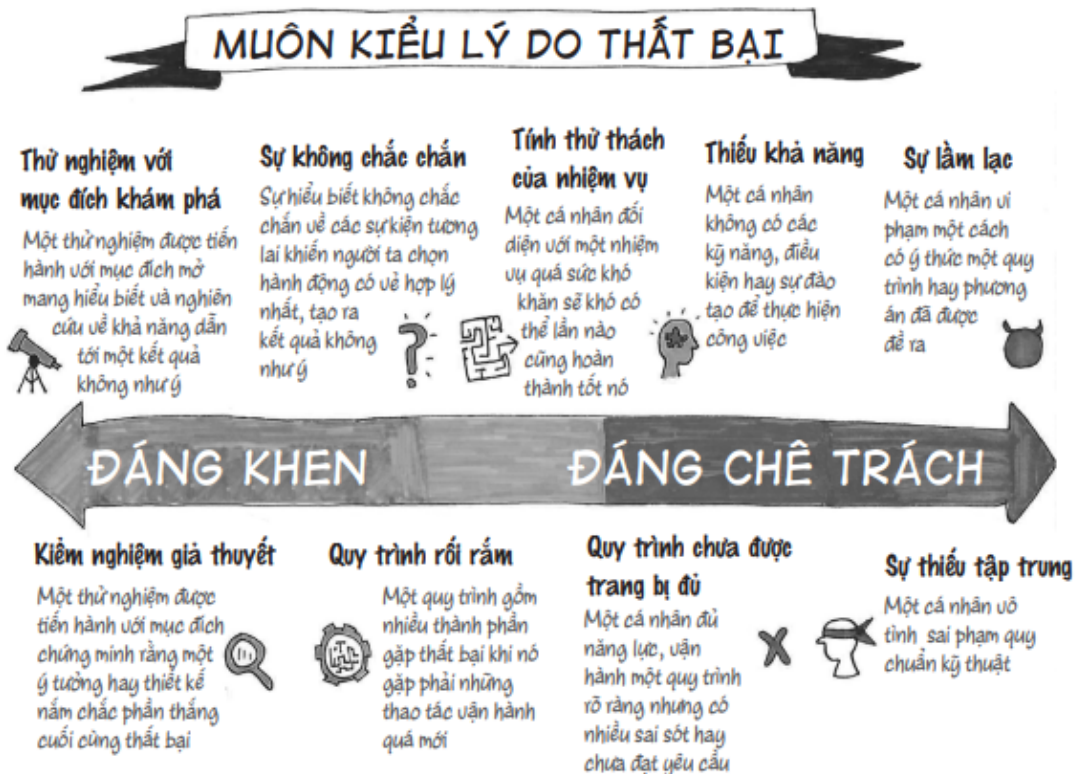 MUÔN KIỂU LÝ DO THẤT BẠI
Thử nghiệm với
mục đích khám phá
Một thử nghiệm được tiến
hành với mục đích mở
mang hiểu biết và nghiên
cứu về khả năng dẫn
tới một kết quả
không như ý
Sự không chắc chắn
Sự hiểu biết không chắc
chắn về các sự kiện tương
lai khiến người ta chọn
hành động có vẻ hợp lý
nhất, tạo ra
kết quả không
như ý
Tính thử thách
của nhiệm vụ
Một cá nhân đối
diện với một nhiệm
vụ quá sức khó
khăn sẽ khó có
thể lần nào
cũng hoàn
thành tốt nó
Thiếu khả năng
Một cá nhân
không có các
kỹ năng, điều
kiện hay sự đào
tạo để thực hiện
công việc
Sự lầm lạc
Một cá nhân vi
phạm một cách
có ý thức một quy
trình hay phương
án đã được
đề ra
ĐÁNG KHEN
ĐÁNG CHÊ TRÁCH
Kiểm nghiệm giả thuyết
Một thử nghiệm được
tiến hành với mục đích
chứng minh rằng một
ý tưởng hay thiết kế
nắm chắc phần thắng
cuối cùng thất bại
Quy trình rối rắm
Một quy trình gồm
nhiều thành phần
gặp thất bại khi nó
gặp phải những
thao tác vận hành
quá mới
Quy trình chưa được
trang bị đủ
Một cá nhân đủ
năng lực, vận
hành một quy trình
rõ ràng nhưng có
nhiều sai sót hay
chưa đạt yêu cầu
Sự thiếu tập trung
Một cá nhân vô
tình sai phạm quy
chuẩn kỹ thuật